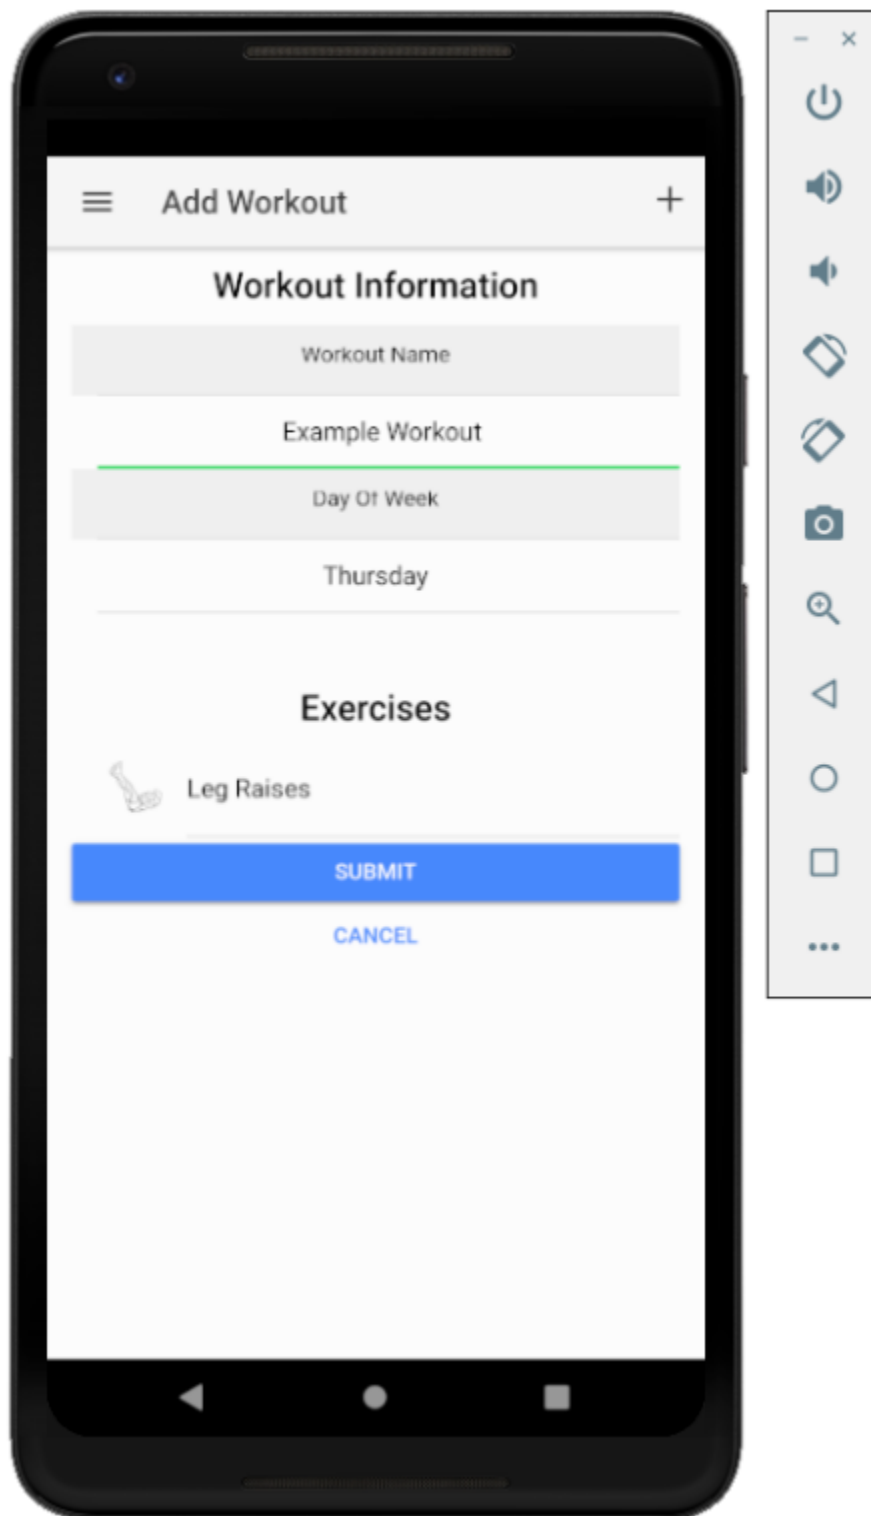 Add Workout
Workout Information
Workout Name
Example Workout
Day Of Week
Thursday
Exercises
Leg Raises
SUBMIT
CANCEL